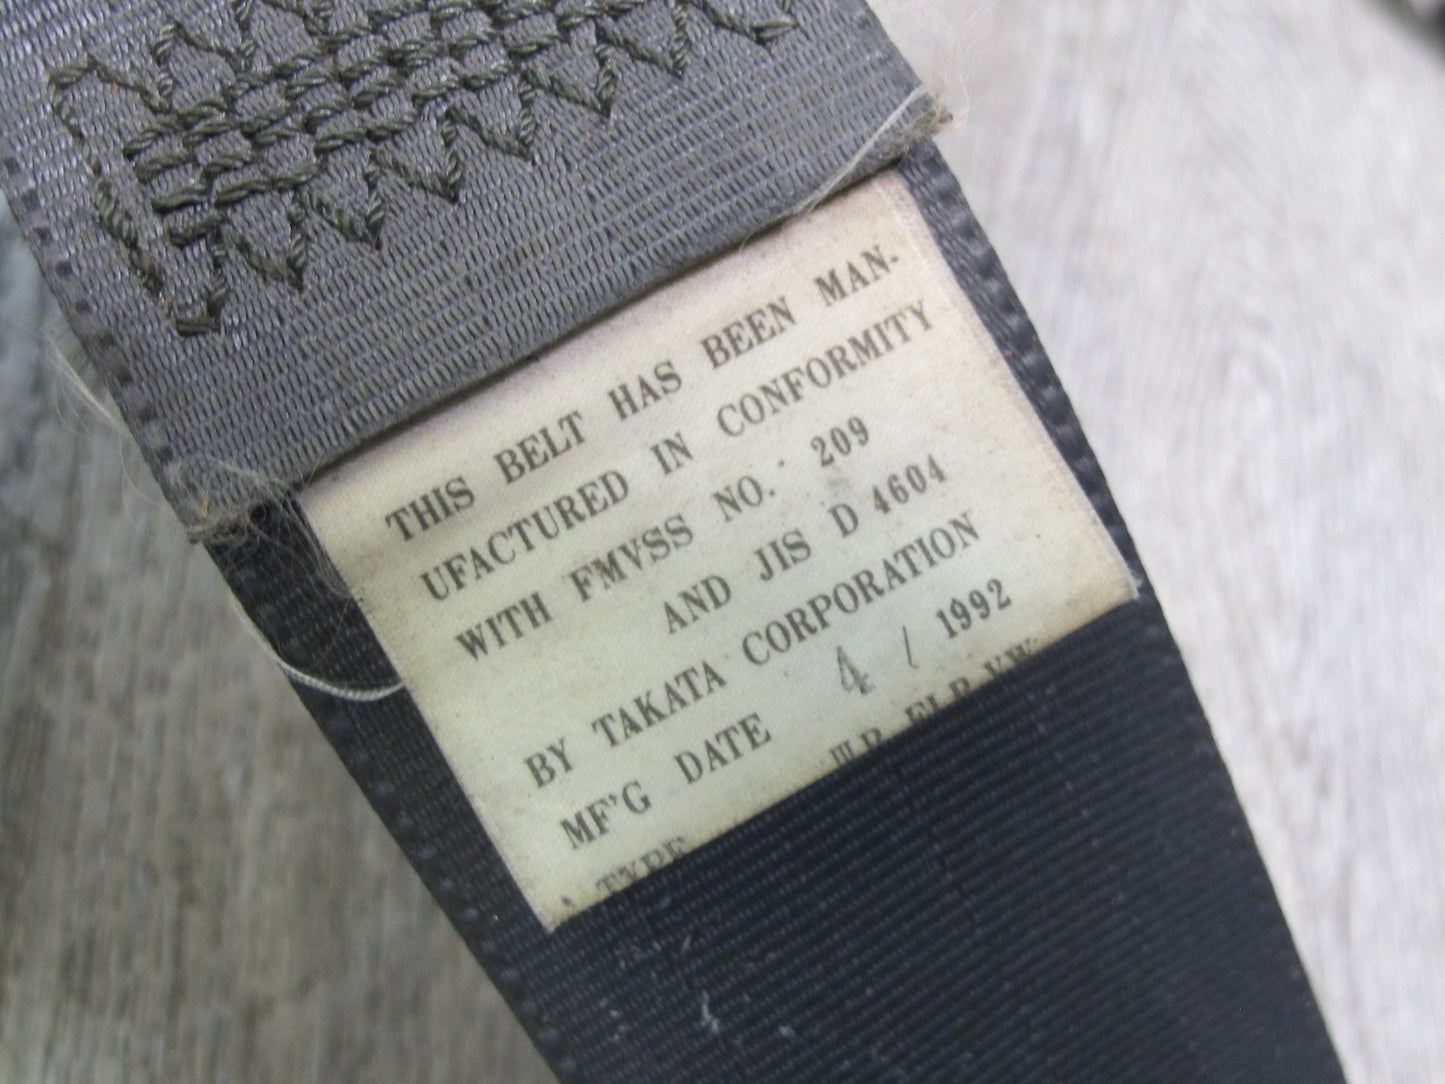 THIS BELT HAS BEEN MAN-
UFACTURED IN CONFORMITY
WITH FMVSS NO. 209
AND JIS D 4604
BY TAKATA CORPORATION
MF'G DATE 4 / 1992
TYPE